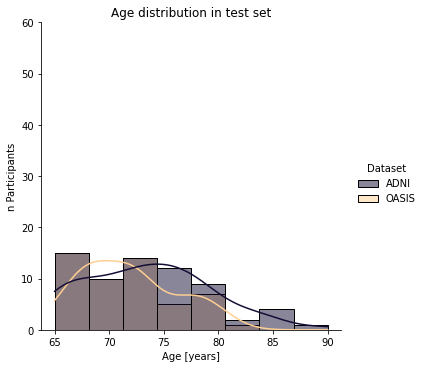 Age distribution in test set
60
50
40
30
20
10
0
n Participants
65
70
75
80
85
90
Age [years]
Dataset
ADNI
OASIS